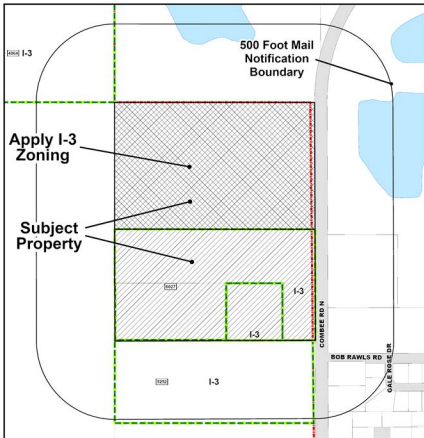 I-3
500 Foot Mail
Notification
Boundary
Apply I-3
Zoning
Subject
Property
I-3
I-3
COMBEE RD N
BOB RAWLS RD
GALE ROSE DR
5252
I-3